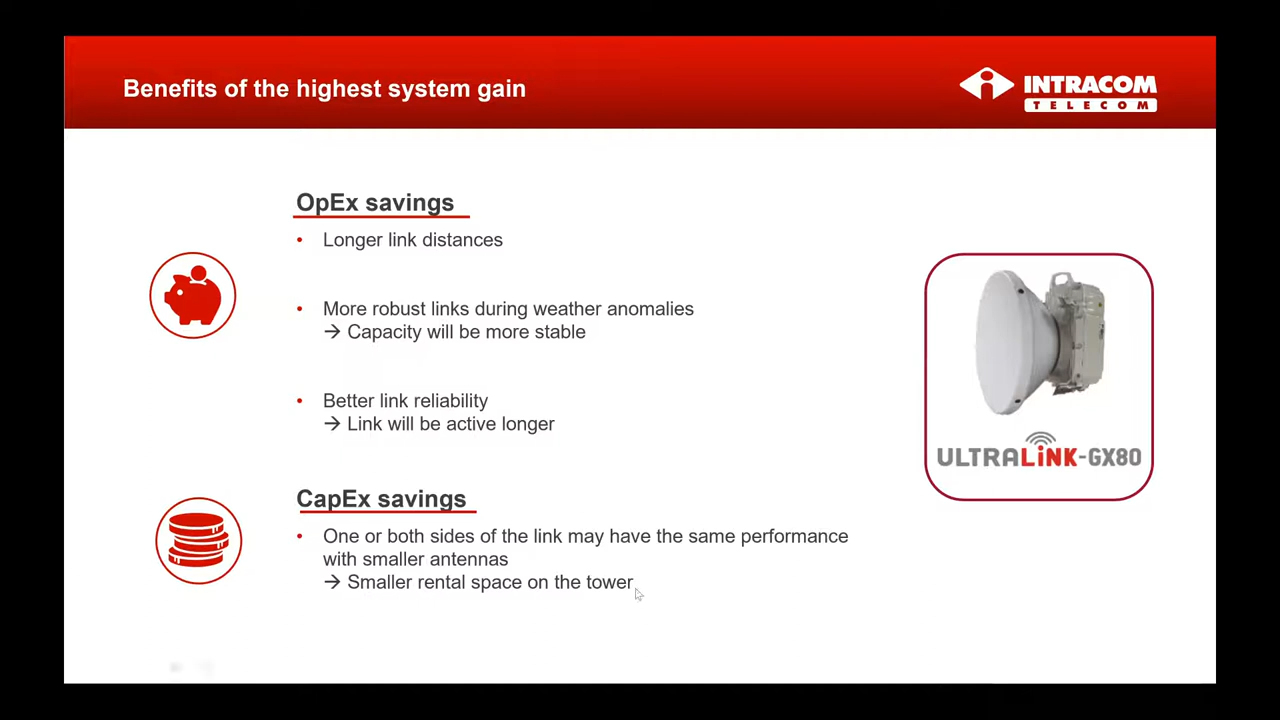 Benefits of the highest system gain
INTRACOM
TELECOM
OpEx savings
• Longer link distances
• More robust links during weather anomalies
→ Capacity will be more stable
• Better link reliability
→ Link will be active longer
ULTRALiNK-GX80
CapEx savings
• One or both sides of the link may have the same performance
with smaller antennas
→ Smaller rental space on the tower